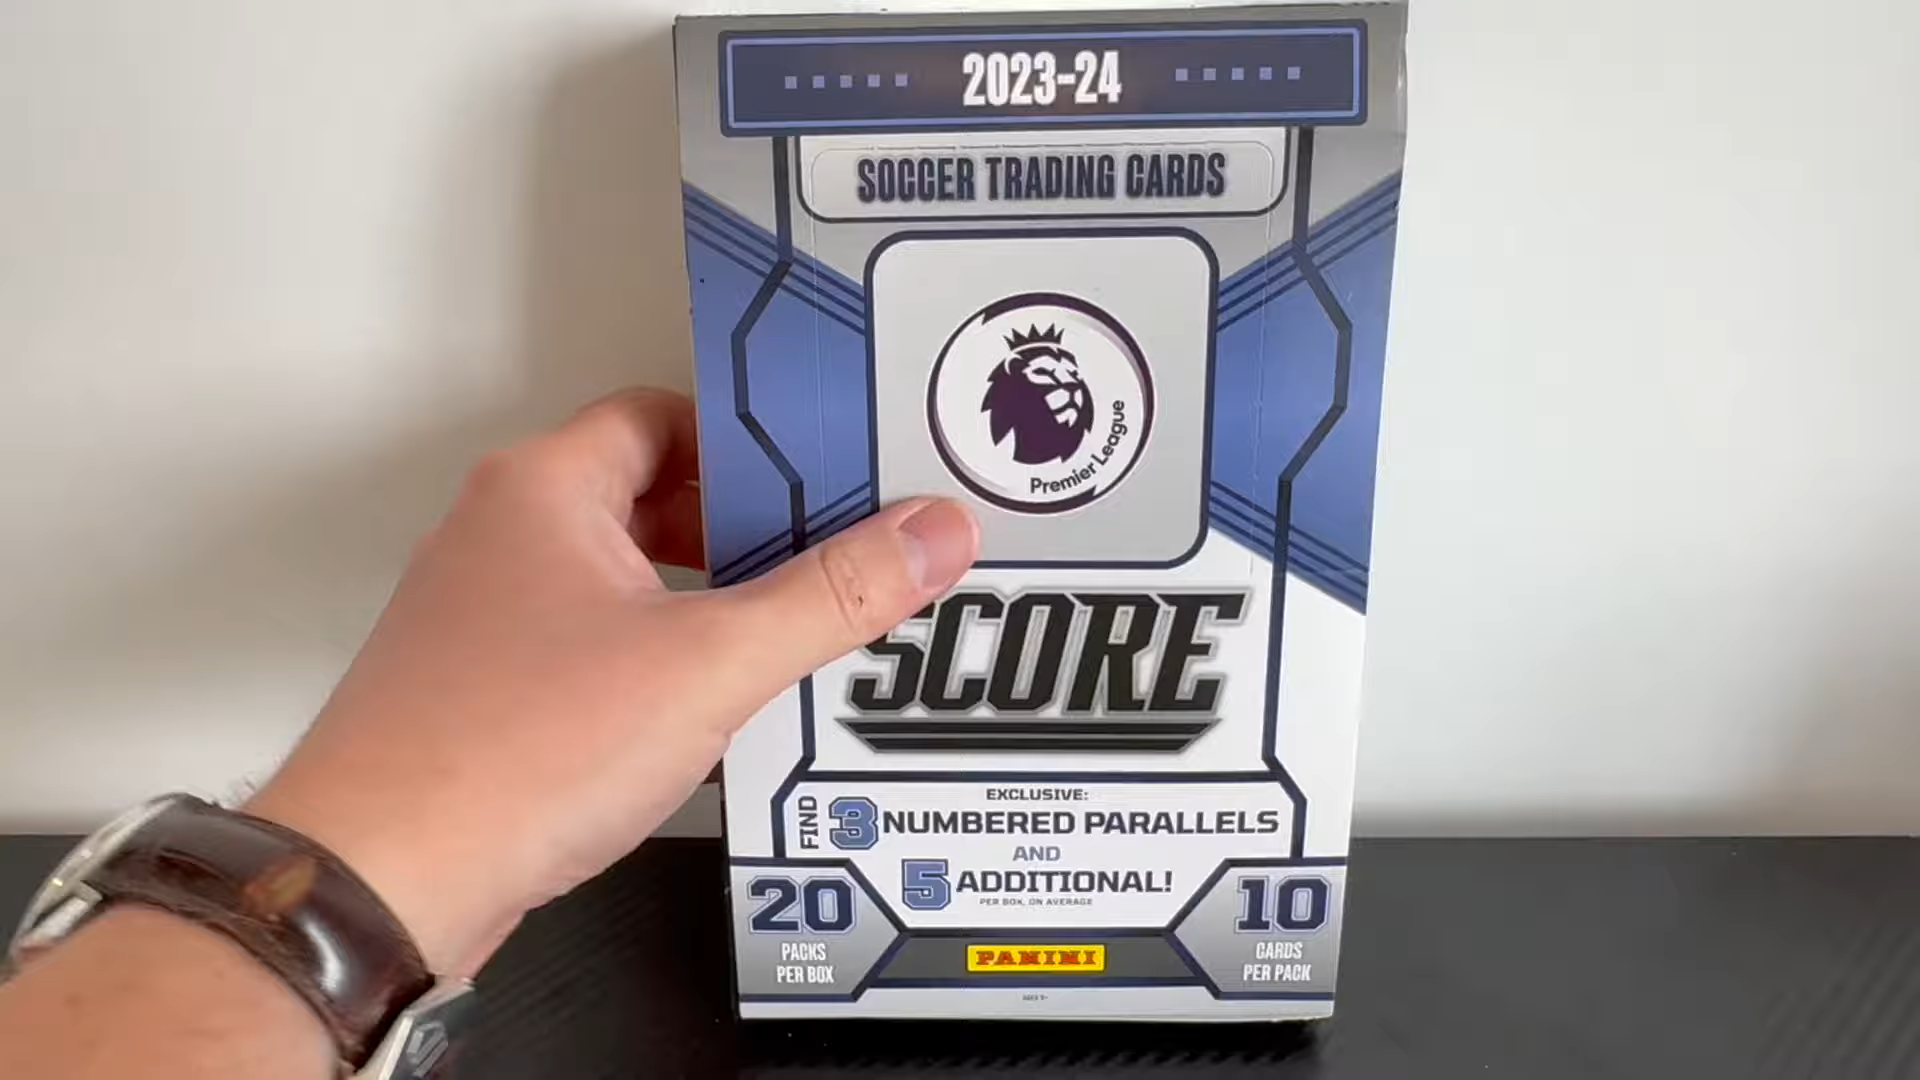 2023-24
SOCCER TRADING CARDS
Premier League
SCORE
EXCLUSIVE:
FIND 3 NUMBERED PARALLELS
AND
5 ADDITIONAL!
PER BOX, ON AVERAGE
20
PACKS
PER BOX
PANINI
10
CARDS
PER PACK